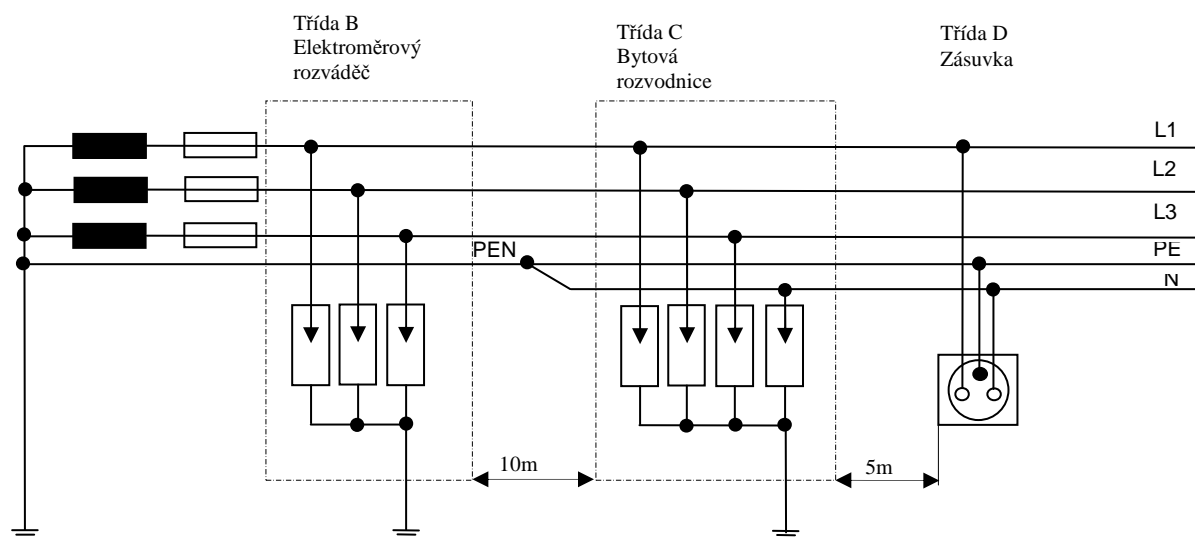 Třída B
Elektroměrový
rozváděč
Třída C
Bytová
rozvodnice
Třída D
Zásuvka
L1
L2
L3
PEN
PE
N
10m
5m